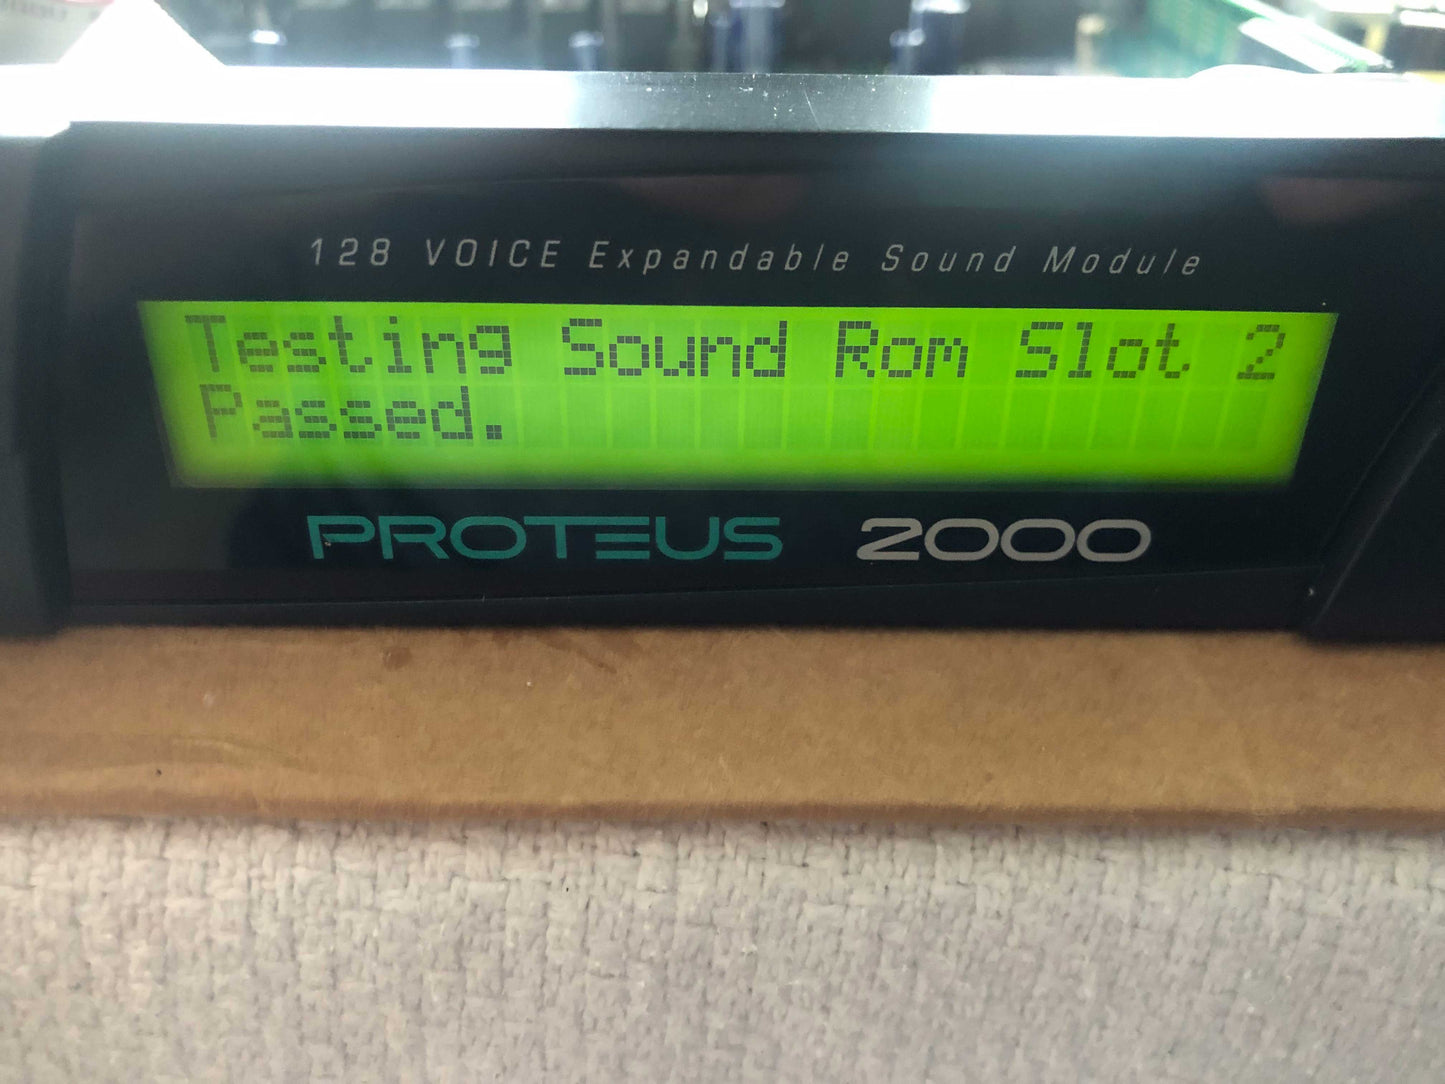 128 VOICE Expandable Sound Module
Testing Sound Rom Slot 2
Passed.
PROTEUS 2000